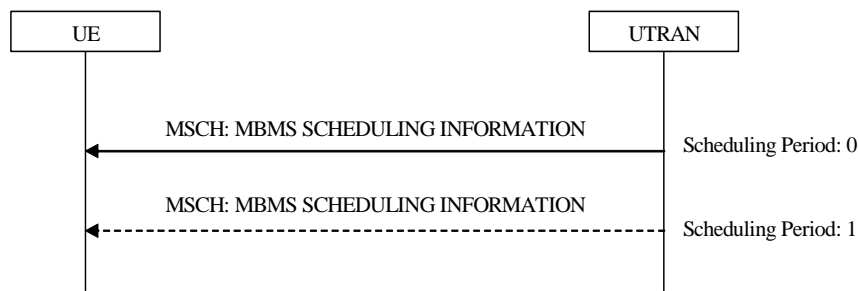 UE
UTRAN
MSCH: MBMS SCHEDULING INFORMATION
Scheduling Period: 0
MSCH: MBMS SCHEDULING INFORMATION
Scheduling Period: 1